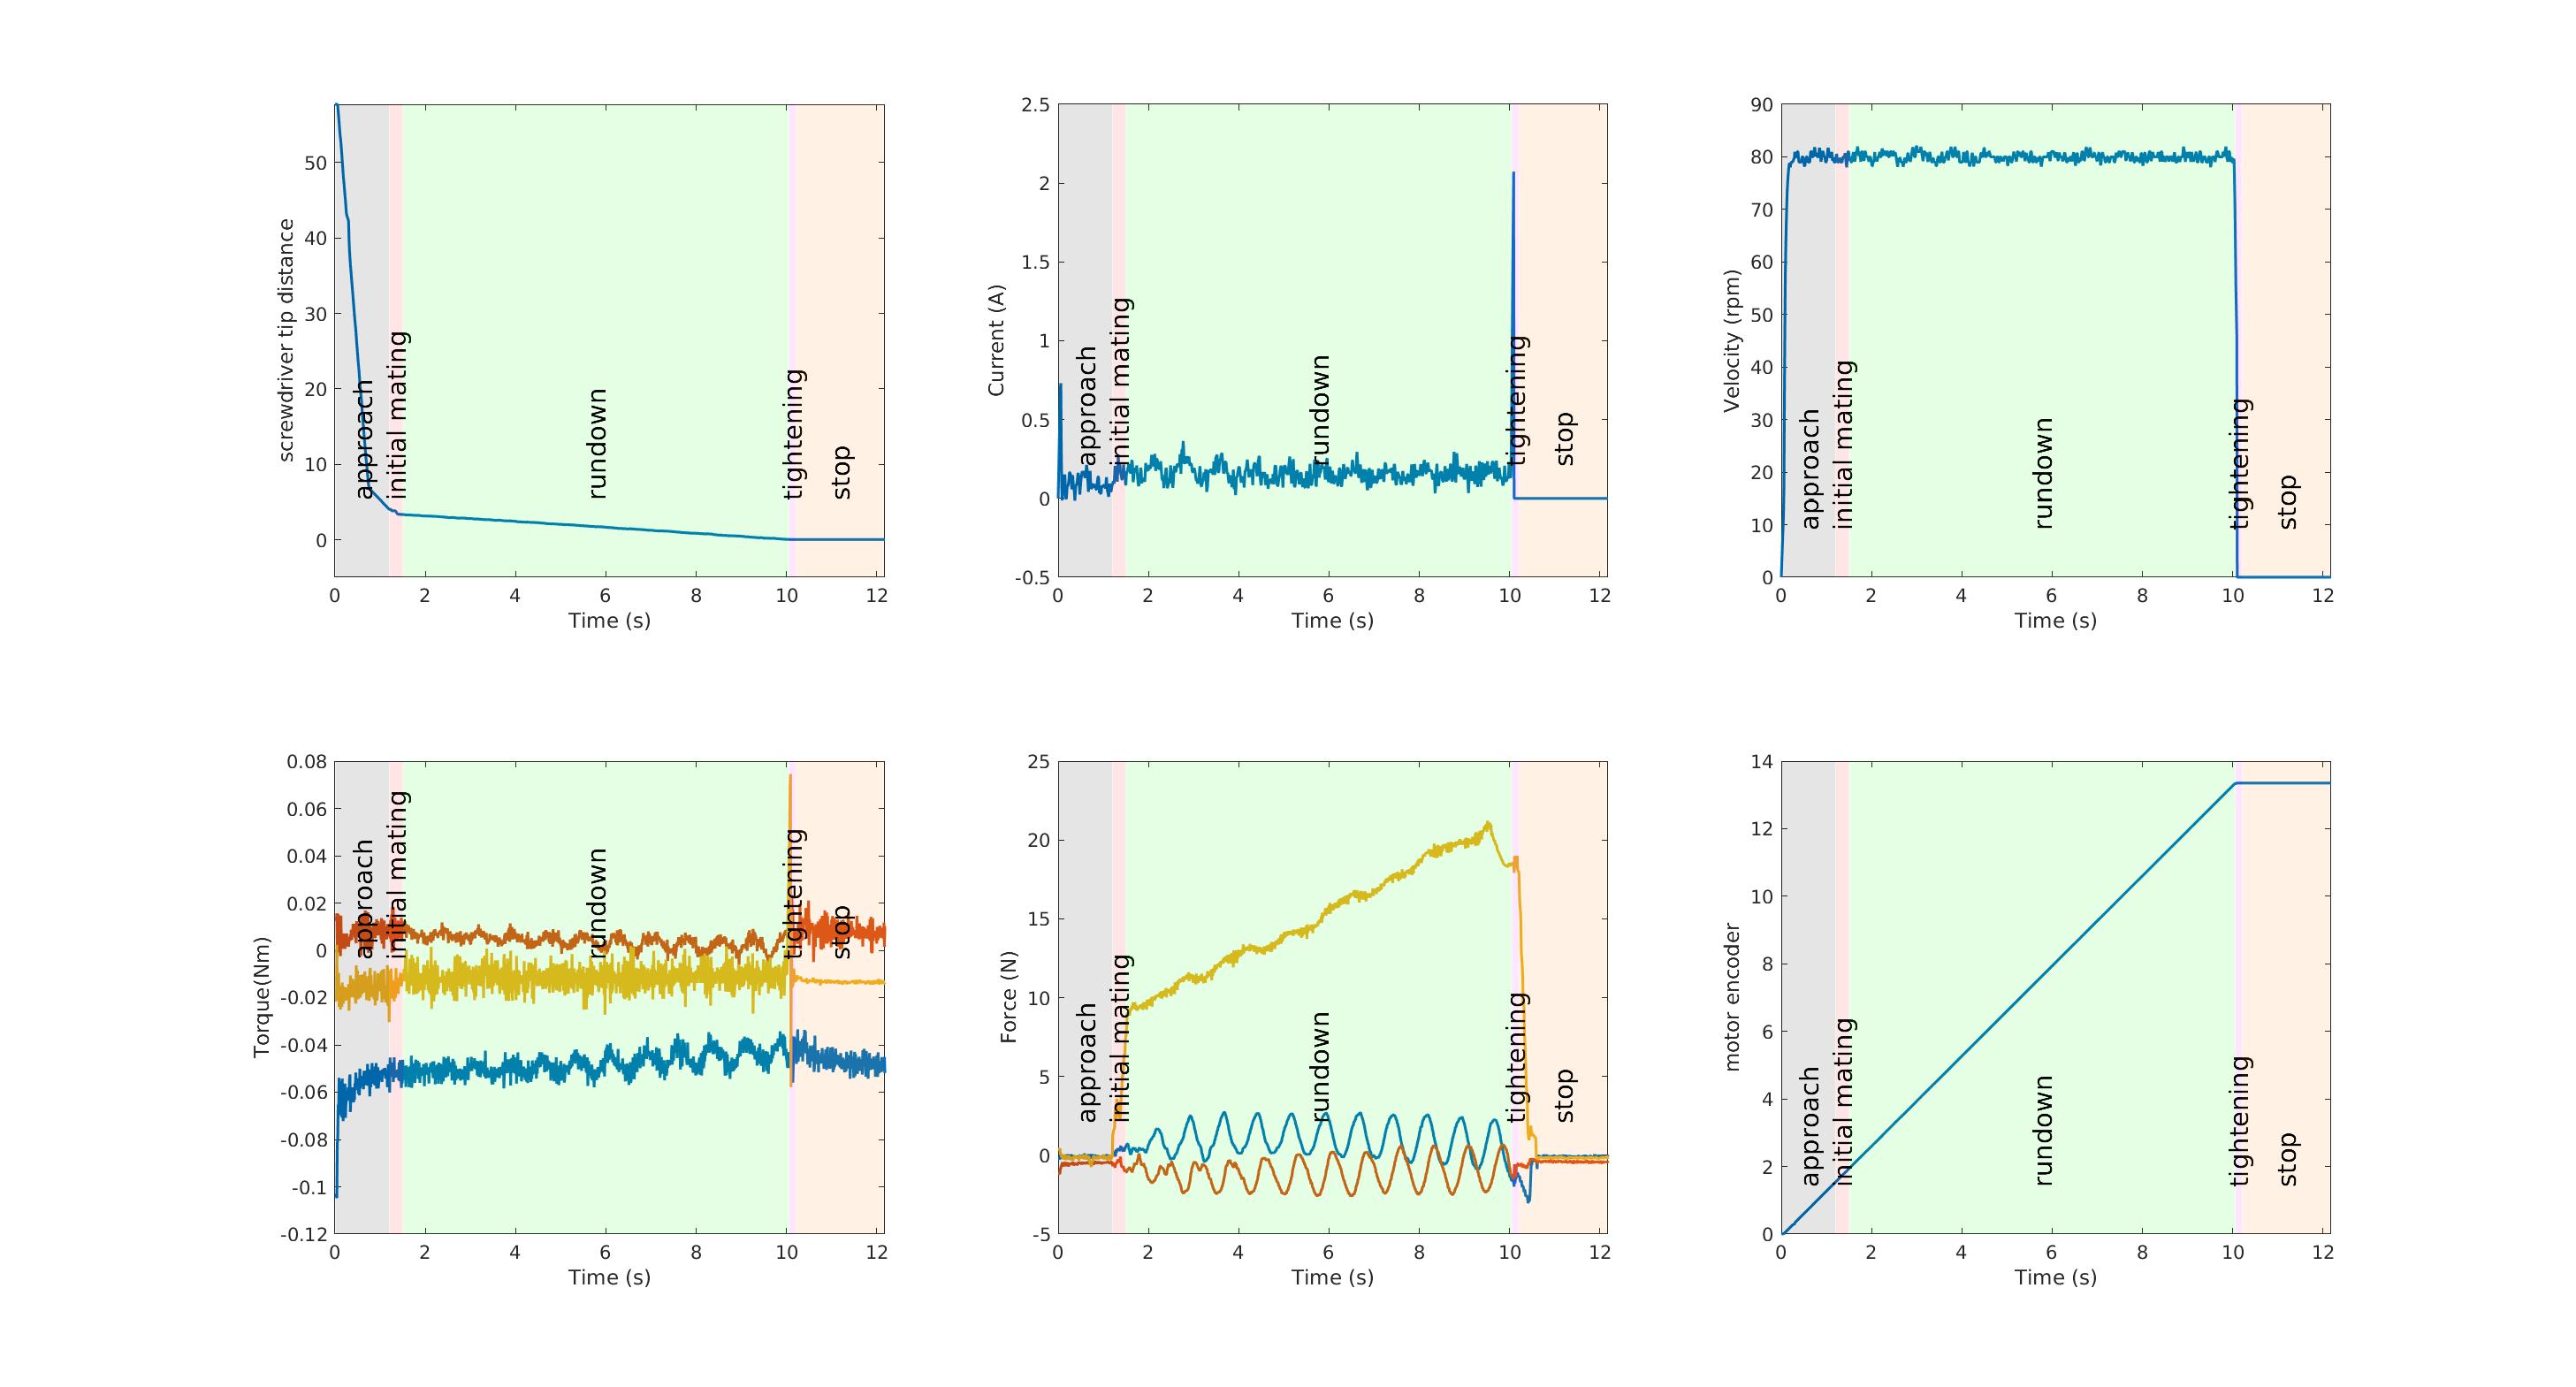 screwdriver tip distance
50
40
30
20
10
0
approach
initial mating
rundown
tightening
stop
0 2 4 6 8 10 12
Time (s)
Current (A)
2.5
2
1.5
1
0.5
0
-0.5
approach
initial mating
rundown
tightening
stop
0 2 4 6 8 10 12
Time (s)
Velocity (rpm)
90
80
70
60
50
40
30
20
10
0
approach
initial mating
rundown
tightening
stop
0 2 4 6 8 10 12
Time (s)
Torque(Nm)
0.08
0.06
0.04
0.02
0
-0.02
-0.04
-0.06
-0.08
-0.1
-0.12
approach
initial mating
rundown
tightening
stop
0 2 4 6 8 10 12
Time (s)
Force (N)
25
20
15
10
5
0
-5
approach
initial mating
rundown
tightening
stop
0 2 4 6 8 10 12
Time (s)
motor encoder
14
12
10
8
6
4
2
0
approach
initial mating
rundown
tightening
stop
0 2 4 6 8 10 12
Time (s)